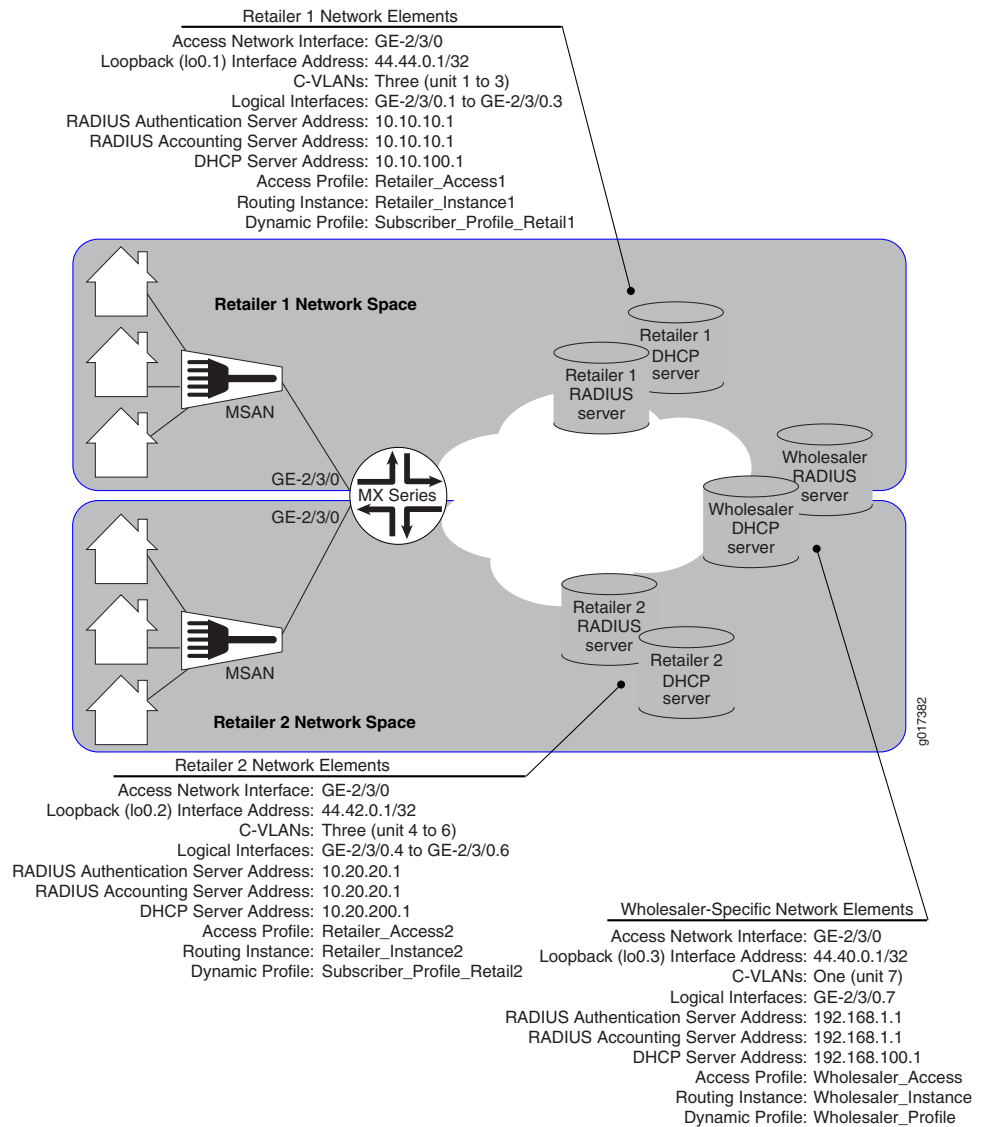 Retailer 1 Network Elements
Access Network Interface: GE-2/3/0
Loopback (lo0.1) Interface Address: 44.44.0.1/32
C-VLANs: Three (unit 1 to 3)
Logical Interfaces: GE-2/3/0.1 to GE-2/3/0.3
RADIUS Authentication Server Address: 10.10.10.1
RADIUS Accounting Server Address: 10.10.10.1
DHCP Server Address: 10.10.100.1
Access Profile: Retailer_Access1
Routing Instance: Retailer_Instance1
Dynamic Profile: Subscriber_Profile_Retail1
Retailer 1 Network Space
Retailer 1
DHCP
server
Retailer 1
RADIUS
server
MSAN
Wholesaler
RADIUS
server
GE-2/3/0
MX Series
Wholesaler
DHCP
server
GE-2/3/0
Retailer 2
RADIUS
server
Retailer 2
DHCP
server
MSAN
Retailer 2 Network Space
g017382
Retailer 2 Network Elements
Access Network Interface: GE-2/3/0
Loopback (lo0.2) Interface Address: 44.42.0.1/32
C-VLANs: Three (unit 4 to 6)
Logical Interfaces: GE-2/3/0.4 to GE-2/3/0.6
RADIUS Authentication Server Address: 10.20.20.1
RADIUS Accounting Server Address: 10.20.20.1
DHCP Server Address: 10.20.200.1
Access Profile: Retailer_Access2
Routing Instance: Retailer_Instance2
Dynamic Profile: Subscriber_Profile_Retail2
Wholesaler-Specific Network Elements
Access Network Interface: GE-2/3/0
Loopback (lo0.3) Interface Address: 44.40.0.1/32
C-VLANs: One (unit 7)
Logical Interfaces: GE-2/3/0.7
RADIUS Authentication Server Address: 192.168.1.1
RADIUS Accounting Server Address: 192.168.1.1
DHCP Server Address: 192.168.100.1
Access Profile: Wholesaler_Access
Routing Instance: Wholesaler_Instance
Dynamic Profile: Wholesaler_Profile